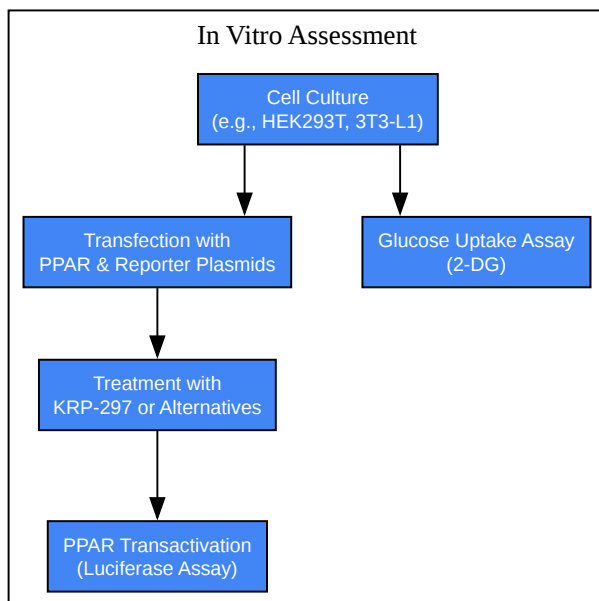 In Vitro Assessment
Cell Culture
(e.g., HEK293T, 3T3-L1)
Transfection with
PPAR & Reporter Plasmids
Glucose Uptake Assay
(2-DG)
Treatment with
KRP-297 or Alternatives
PPAR Transactivation
(Luciferase Assay)